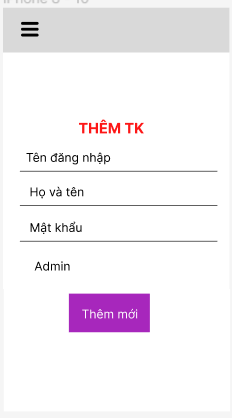 THÊM TK
Tên đăng nhập
Họ và tên
Mật khẩu
Admin
Thêm mới